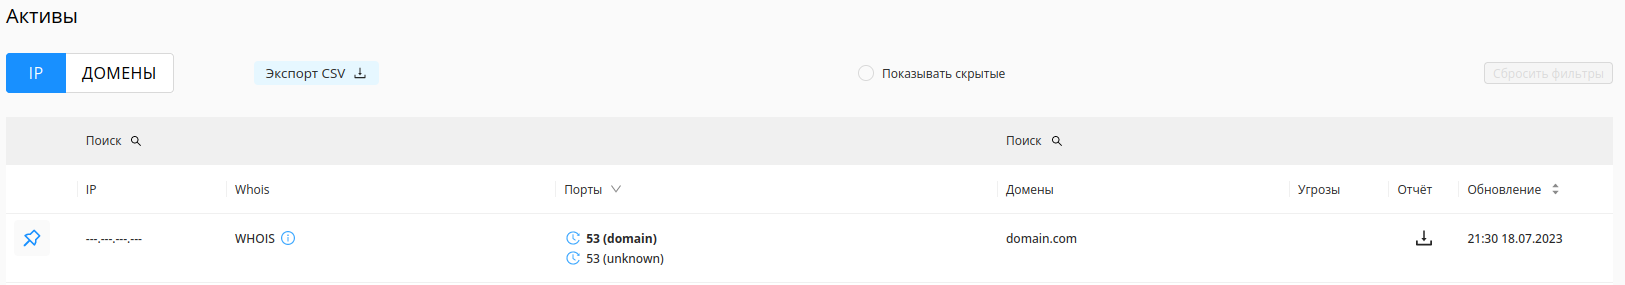 Активы
IP ДОМЕНЫ Экспорт CSV Показывать скрытые Сбросить фильтры
Поиск Поиск
IP Whois Порты Домены Угрозы Отчёт Обновление
---.---.---.--- WHOIS 53 (domain) domain.com 21:30 18.07.2023
53 (unknown)